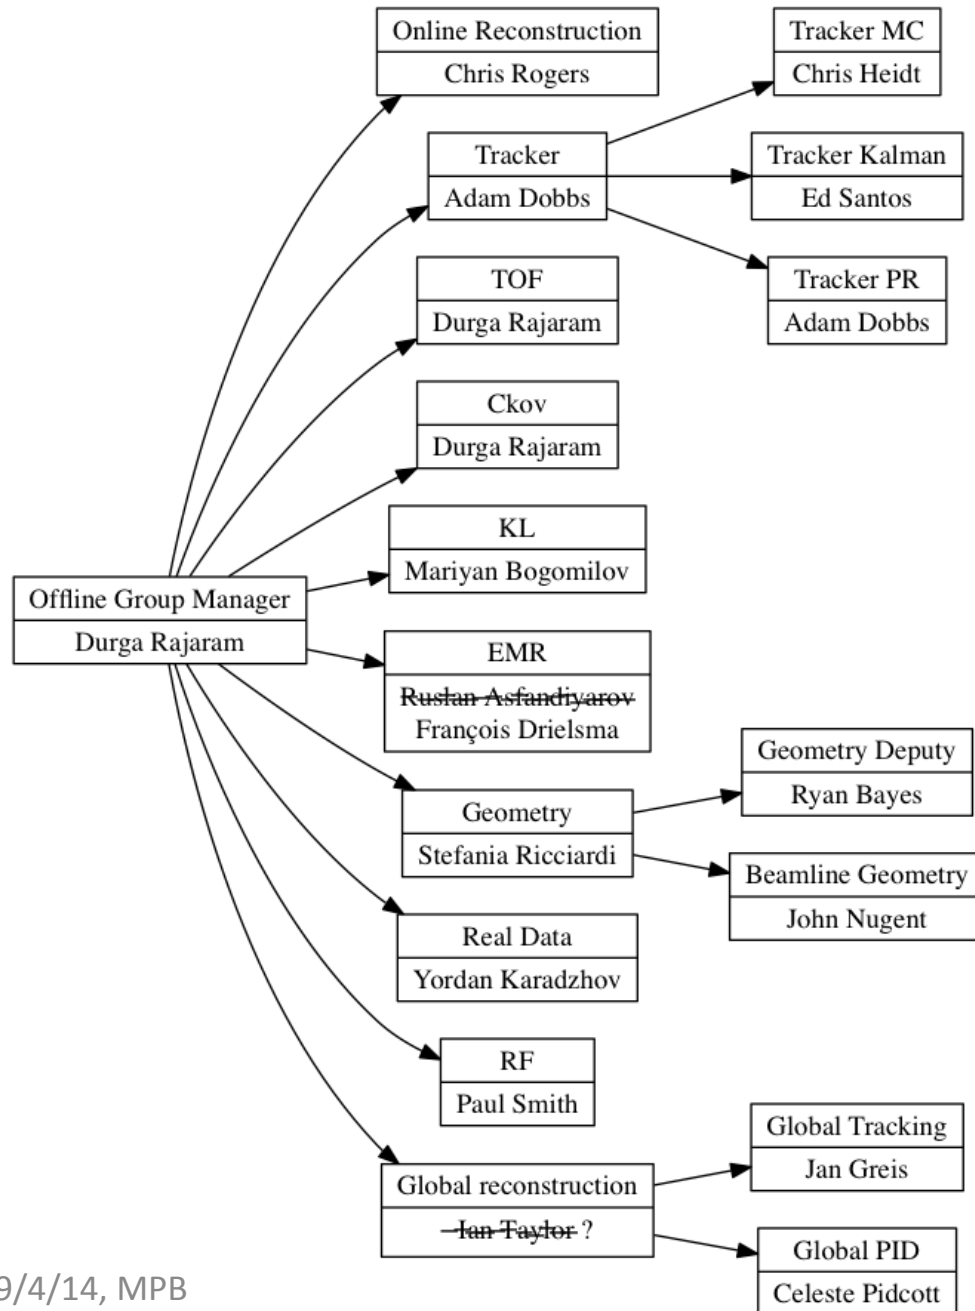 Online Reconstruction
Chris Rogers
Tracker MC
Chris Heidt
Tracker
Adam Dobbs
Tracker Kalman
Ed Santos
TOF
Durga Rajaram
Tracker PR
Adam Dobbs
Ckov
Durga Rajaram
KL
Mariyan Bogomilov
Offline Group Manager
Durga Rajaram
EMR
Ruslan Asfandiyarov
François Drielsma
Geometry Deputy
Ryan Bayes
Geometry
Stefania Ricciardi
Beamline Geometry
John Nugent
Real Data
Yordan Karadzhov
RF
Paul Smith
Global Tracking
Jan Greis
Global reconstruction
Ian Taylor ?
Global PID
Celeste Pidcott
9/4/14, MPB